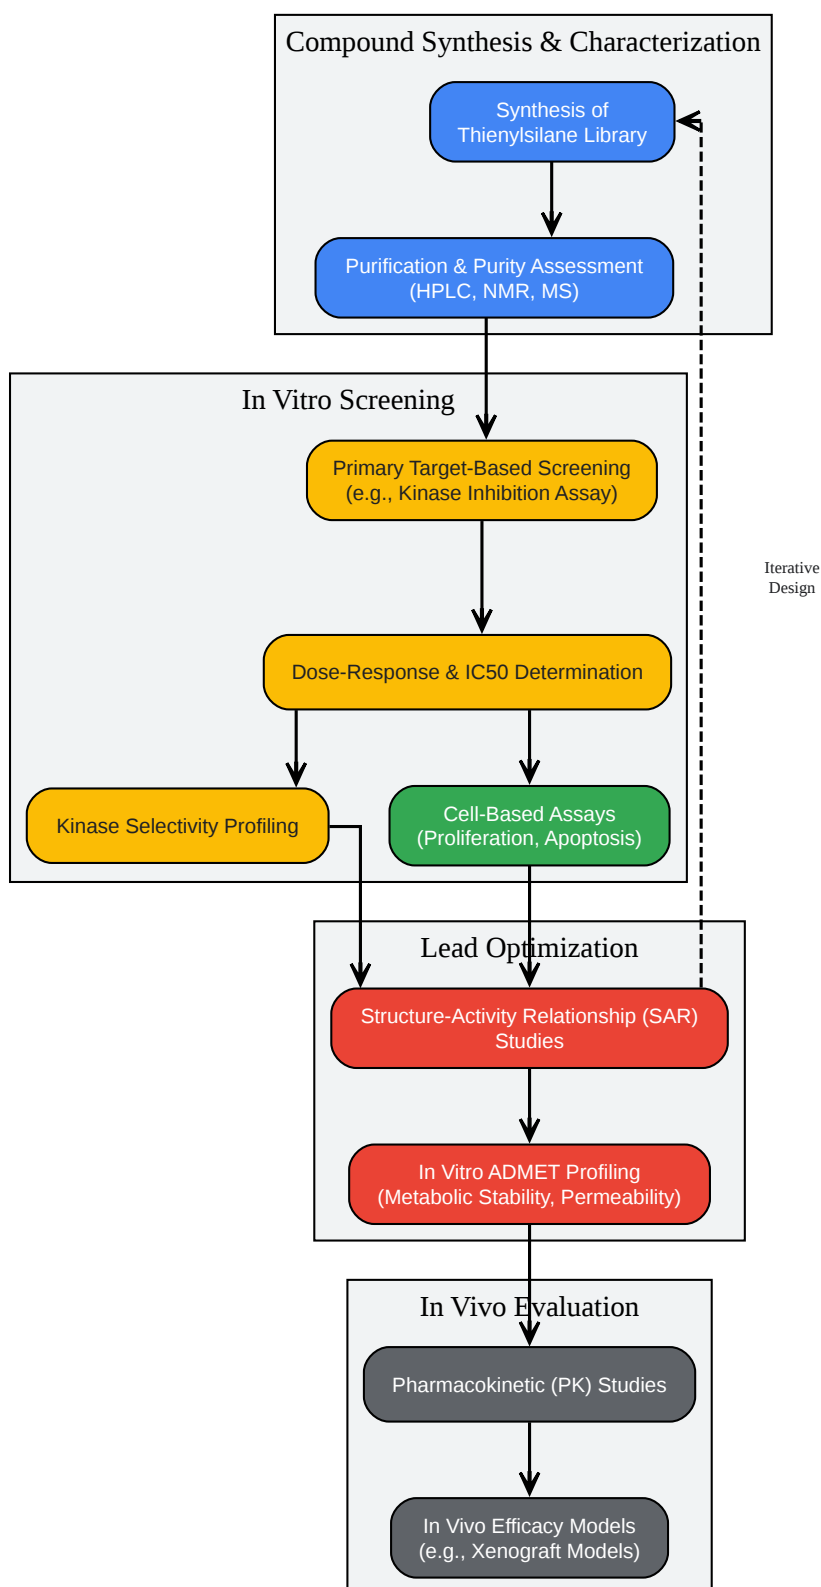 Compound Synthesis & Characterization
Synthesis of
Thienylsilane Library
Purification & Purity Assessment
(HPLC, NMR, MS)
In Vitro Screening
Primary Target-Based Screening
(e.g., Kinase Inhibition Assay)
Iterative
Design
Dose-Response & IC50 Determination
Kinase Selectivity Profiling
Cell-Based Assays
(Proliferation, Apoptosis)
Lead Optimization
Structure-Activity Relationship (SAR)
Studies
In Vitro ADMET Profiling
(Metabolic Stability, Permeability)
In Vivo Evaluation
Pharmacokinetic (PK) Studies
In Vivo Efficacy Models
(e.g., Xenograft Models)